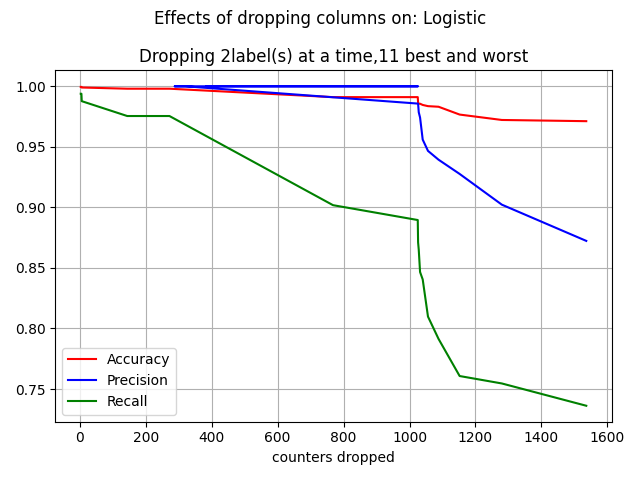 Effects of dropping columns on: Logistic
Dropping 2label(s) at a time,11 best and worst
1.00
0.95
0.90
0.85
0.80
0.75
Accuracy
Precision
Recall
0 200 400 600 800 1000 1200 1400 1600
counters dropped